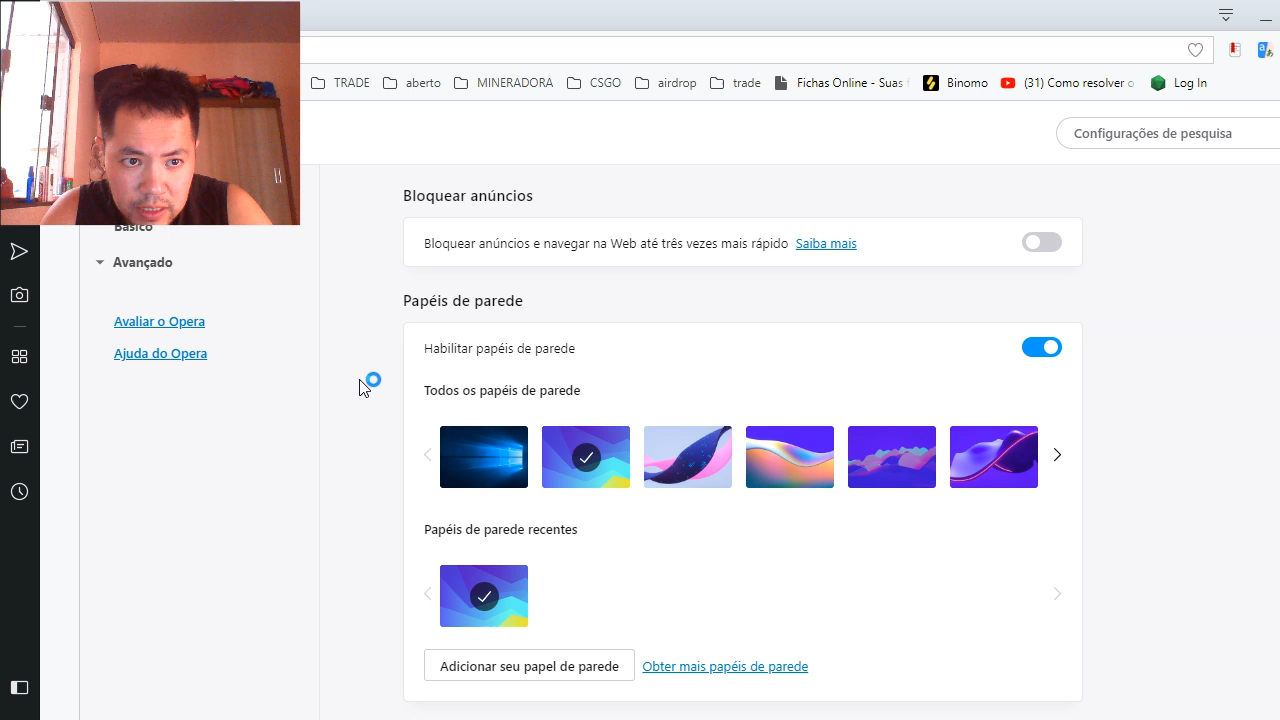 TRADE
aberto
MINERADORA
CSGO
airdrop
trade
Fichas Online - Suas
Binomo
(31) Como resolver o
Log In
Configurações de pesquisa
Básico
Avançado
Avaliar o Opera
Ajuda do Opera
Bloquear anúncios
Bloquear anúncios e navegar na Web até três vezes mais rápido Saiba mais
Papéis de parede
Habilitar papéis de parede
Todos os papéis de parede
Papéis de parede recentes
Adicionar seu papel de parede
Obter mais papéis de parede